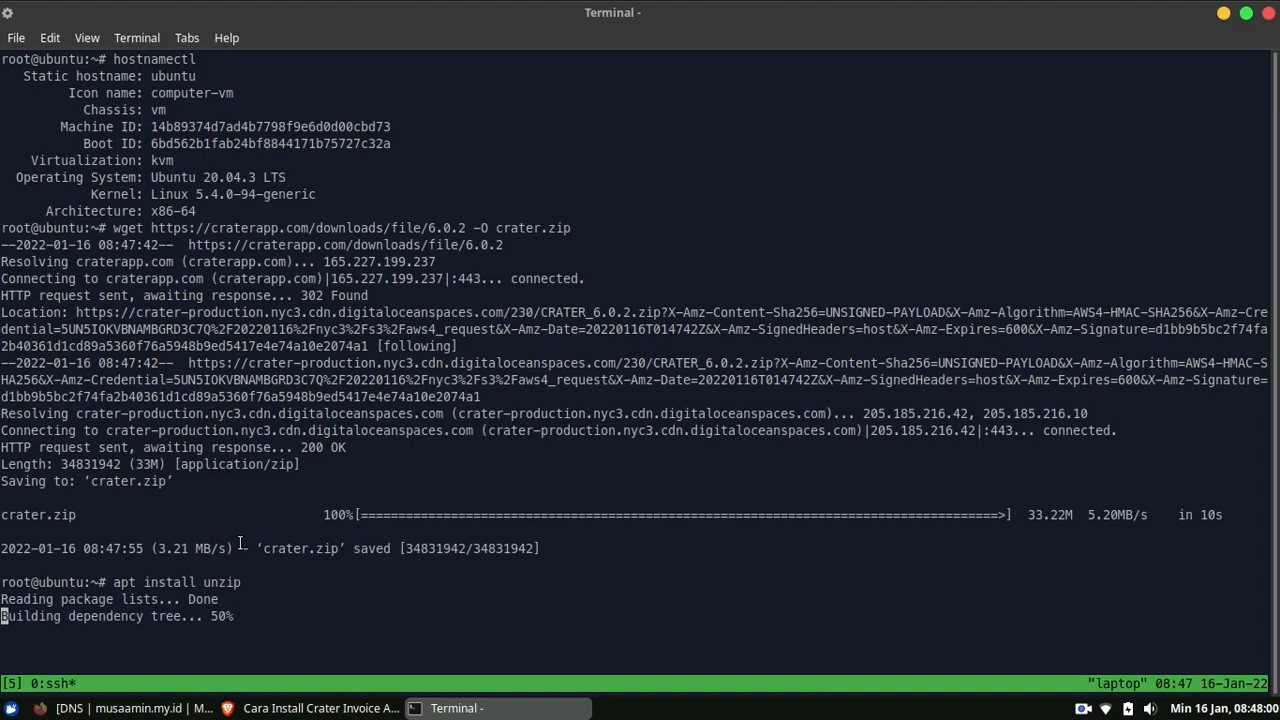 Terminal -
File Edit View Terminal Tabs Help
root@ubuntu:~# hostnamectl
Static hostname: ubuntu
Icon name: computer-vm
Chassis: vm
Machine ID: 14b89374d7ad4b7798f9e6d0d00cbd73
Boot ID: 6bd562b1fab24bf8844171b75727c32a
Virtualization: kvm
Operating System: Ubuntu 20.04.3 LTS
Kernel: Linux 5.4.0-94-generic
Architecture: x86-64
root@ubuntu:~# wget https://craterapp.com/downloads/file/6.0.2 -O crater.zip
--2022-01-16 08:47:42--  https://craterapp.com/downloads/file/6.0.2
Resolving craterapp.com (craterapp.com)... 165.227.199.237
Connecting to craterapp.com (craterapp.com)|165.227.199.237|:443... connected.
HTTP request sent, awaiting response... 302 Found
Location: https://crater-production.nyc3.cdn.digitaloceanspaces.com/230/CRATER_6.0.2.zip?X-Amz-Content-Sha256=UNSIGNED-PAYLOAD&X-Amz-Algorithm=AWS4-HMAC-SHA256&X-Amz-Cre
dential=5UN5IOKVBNAMBGRD3C7Q%2F20220116%2Fnyc3%2Fs3%2Faws4_request&X-Amz-Date=20220116T014742Z&X-Amz-SignedHeaders=host&X-Amz-Expires=600&X-Amz-Signature=d1bb9b5bc2f74fa
2b40361d1cd89a5360f76a5948b9ed5417e4e74a10e2074a1 [following]
--2022-01-16 08:47:42--  https://crater-production.nyc3.cdn.digitaloceanspaces.com/230/CRATER_6.0.2.zip?X-Amz-Content-Sha256=UNSIGNED-PAYLOAD&X-Amz-Algorithm=AWS4-HMAC-S
HA256&X-Amz-Credential=5UN5IOKVBNAMBGRD3C7Q%2F20220116%2Fnyc3%2Fs3%2Faws4_request&X-Amz-Date=20220116T014742Z&X-Amz-SignedHeaders=host&X-Amz-Expires=600&X-Amz-Signature=
d1bb9b5bc2f74fa2b40361d1cd89a5360f76a5948b9ed5417e4e74a10e2074a1
Resolving crater-production.nyc3.cdn.digitaloceanspaces.com (crater-production.nyc3.cdn.digitaloceanspaces.com)... 205.185.216.42, 205.185.216.10
Connecting to crater-production.nyc3.cdn.digitaloceanspaces.com (crater-production.nyc3.cdn.digitaloceanspaces.com)|205.185.216.42|:443... connected.
HTTP request sent, awaiting response... 200 OK
Length: 34831942 (33M) [application/zip]
Saving to: ‘crater.zip’
crater.zip 100%[=====================================================================================>] 33.22M 5.20MB/s in 10s
2022-01-16 08:47:55 (3.21 MB/s) - ‘crater.zip’ saved [34831942/34831942]
root@ubuntu:~# apt install unzip
Reading package lists... Done
Building dependency tree... 50%
[5] 0:ssh* "laptop" 08:47 16-Jan-22
[DNS | musaamin.my.id | M... Cara Install Crater Invoice A... Terminal - Min 16 Jan, 08:48:00